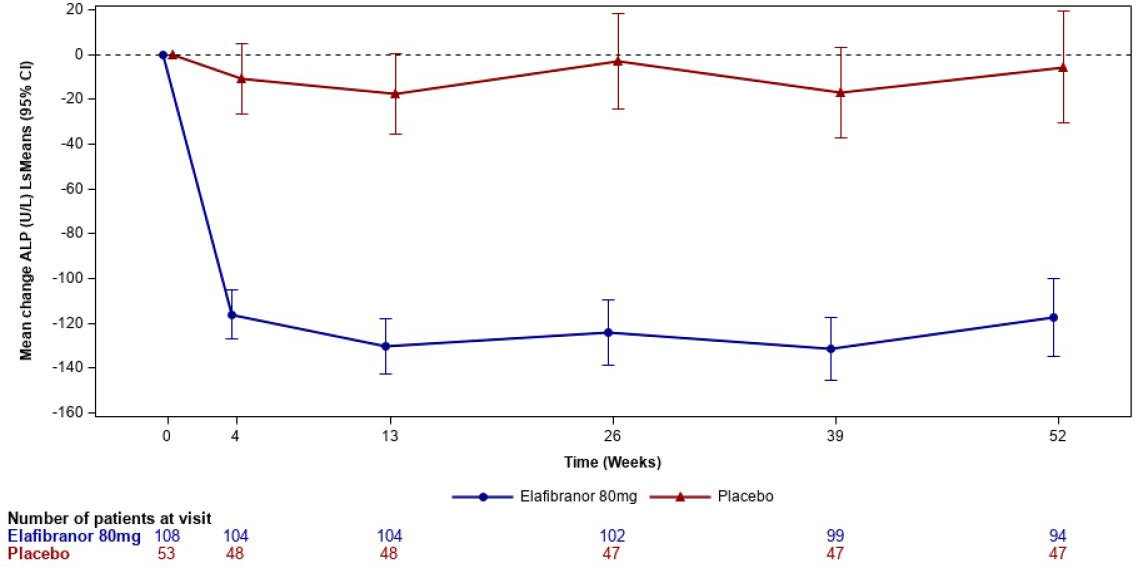 20
0
-20
-40
-60
-80
-100
-120
-140
-160
Mean change ALP (U/L) LsMeans (95% CI)
0 4 13 26 39 52
Time (Weeks)
Elafibranor 80mg Placebo
Number of patients at visit
Elafibranor 80mg 108 104 104 102 99 94
Placebo 53 48 48 47 47 47